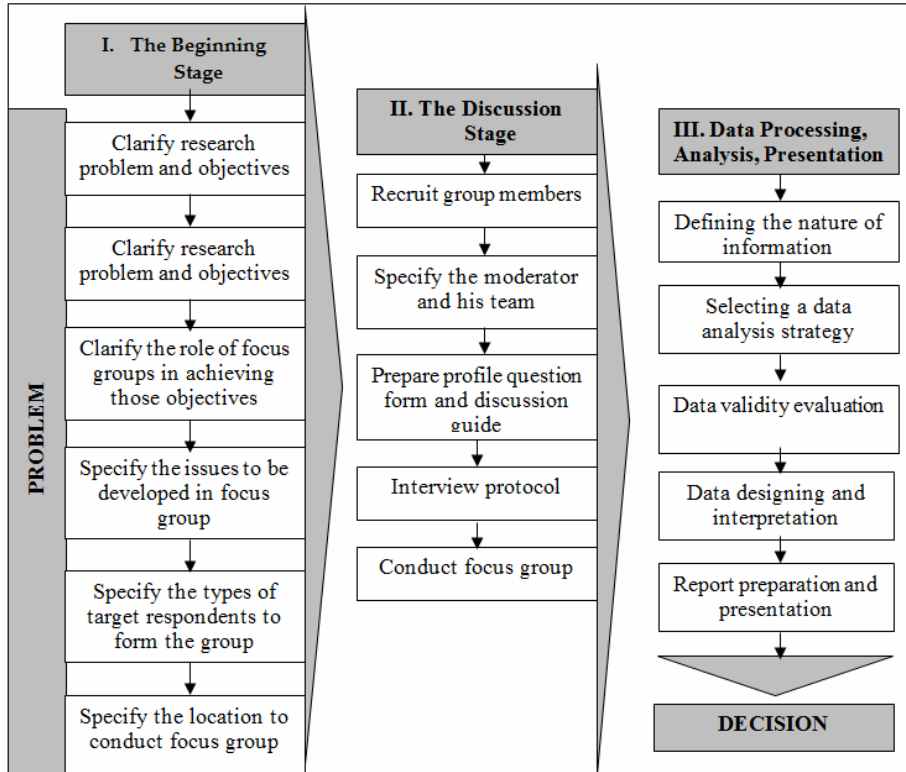 PROBLEM
I. The Beginning
Stage
Clarify research
problem and objectives
Clarify research
problem and objectives
Clarify the role of focus
groups in achieving
those objectives
Specify the issues to be
developed in focus
group
Specify the types of
target respondents to
form the group
Specify the location to
conduct focus group
II. The Discussion
Stage
Recruit group members
Specify the moderator
and his team
Prepare profile question
form and discussion
guide
Interview protocol
Conduct focus group
III. Data Processing,
Analysis, Presentation
Defining the nature of
information
Selecting a data
analysis strategy
Data validity evaluation
Data designing and
interpretation
Report preparation and
presentation
DECISION